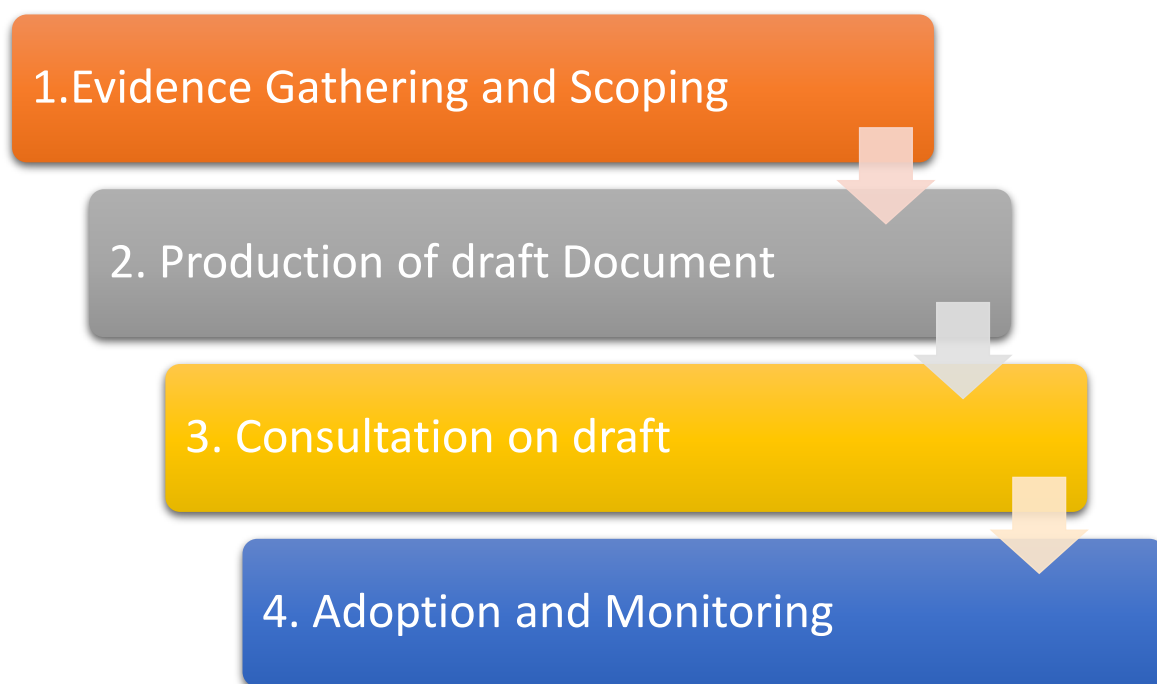 1.Evidence Gathering and Scoping
2. Production of draft Document
3. Consultation on draft
4. Adoption and Monitoring